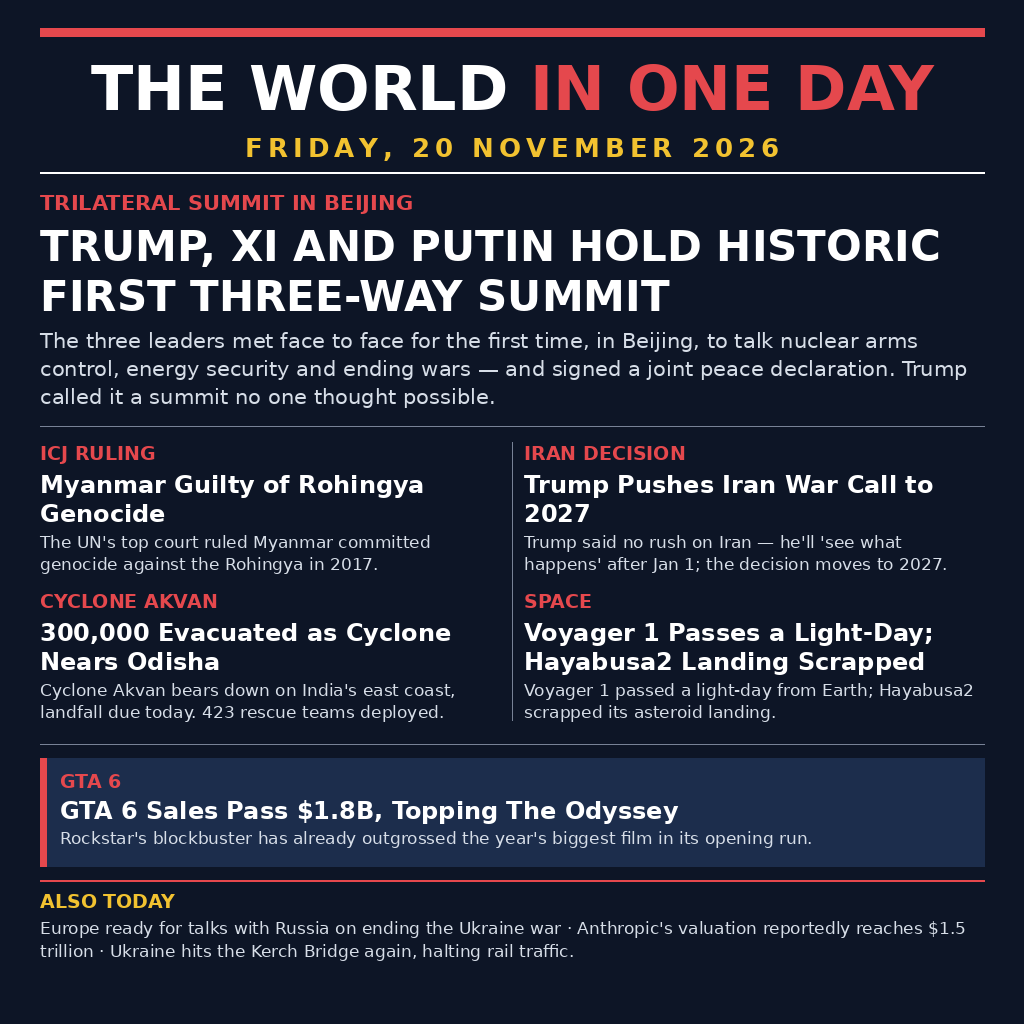 THE WORLD IN ONE DAY
FRIDAY, 20 NOVEMBER 2026
TRILATERAL SUMMIT IN BEIJING
TRUMP, XI AND PUTIN HOLD HISTORIC
FIRST THREE-WAY SUMMIT
The three leaders met face to face for the first time, in Beijing, to talk nuclear arms
control, energy security and ending wars — and signed a joint peace declaration. Trump
called it a summit no one thought possible.
ICJ RULING
Myanmar Guilty of Rohingya
Genocide
The UN's top court ruled Myanmar committed
genocide against the Rohingya in 2017.
IRAN DECISION
Trump Pushes Iran War Call to
2027
Trump said no rush on Iran — he'll 'see what
happens' after Jan 1; the decision moves to 2027.
CYCLONE AKVAN
300,000 Evacuated as Cyclone
Nears Odisha
Cyclone Akvan bears down on India's east coast,
landfall due today. 423 rescue teams deployed.
SPACE
Voyager 1 Passes a Light-Day;
Hayabusa2 Landing Scrapped
Voyager 1 passed a light-day from Earth; Hayabusa2
scrapped its asteroid landing.
GTA 6
GTA 6 Sales Pass $1.8B, Topping The Odyssey
Rockstar's blockbuster has already outgrossed the year's biggest film in its opening run.
ALSO TODAY
Europe ready for talks with Russia on ending the Ukraine war · Anthropic's valuation reportedly reaches $1.5
trillion · Ukraine hits the Kerch Bridge again, halting rail traffic.